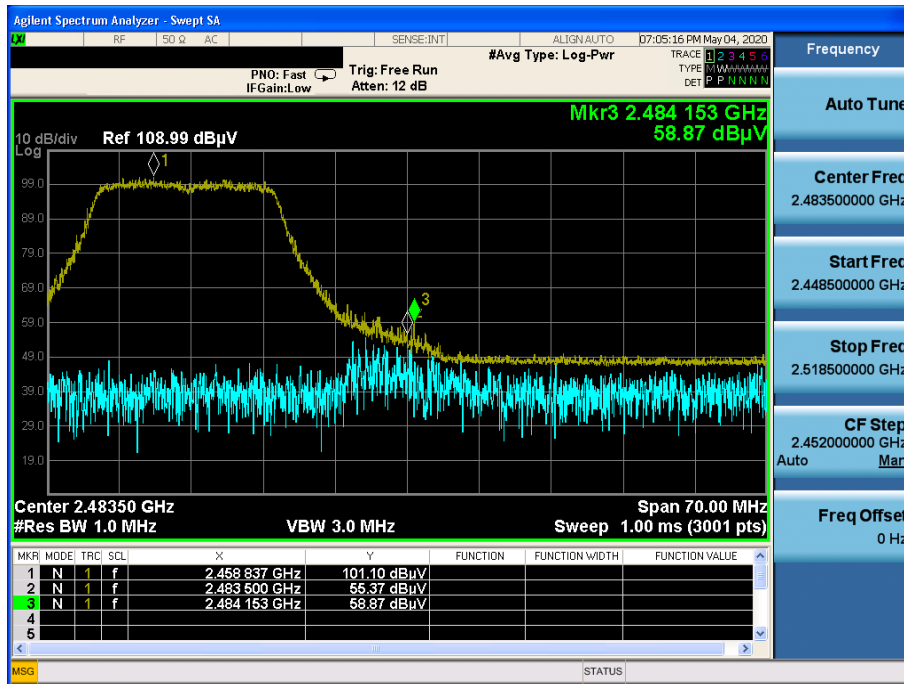 Agilent Spectrum Analyzer - Swept SA
LXI RF 50 Ω AC SENSE:INT ALIGN AUTO 07:05:16 PM May 04, 2020
#Avg Type: Log-Pwr
TRACE 1 2 3 4 5 6
PNO: Fast Trig: Free Run
TYPE M WWWWW
IFGain:Low Atten: 12 dB
DET P P N N N N
Mkr3 2.484 153 GHz
58.87 dBµV
10 dB/div Ref 108.99 dBµV
Log
1
99.0
89.0
79.0
69.0
3
59.0
49.0
39.0
29.0
19.0
Center 2.48350 GHz Span 70.00 MHz
#Res BW 1.0 MHz VBW 3.0 MHz Sweep 1.00 ms (3001 pts)
MKR MODE TRC SCL X Y FUNCTION FUNCTION WIDTH FUNCTION VALUE
1 N 1 f 2.458 837 GHz 101.10 dBµV
2 N 1 f 2.483 500 GHz 55.37 dBµV
3 N 1 f 2.484 153 GHz 58.87 dBµV
4
5
MSG STATUS
Frequency
Auto Tune
Center Freq
2.483500000 GHz
Start Freq
2.448500000 GHz
Stop Freq
2.518500000 GHz
CF Step
2.452000000 GHz
Auto Man
Freq Offset
0 Hz